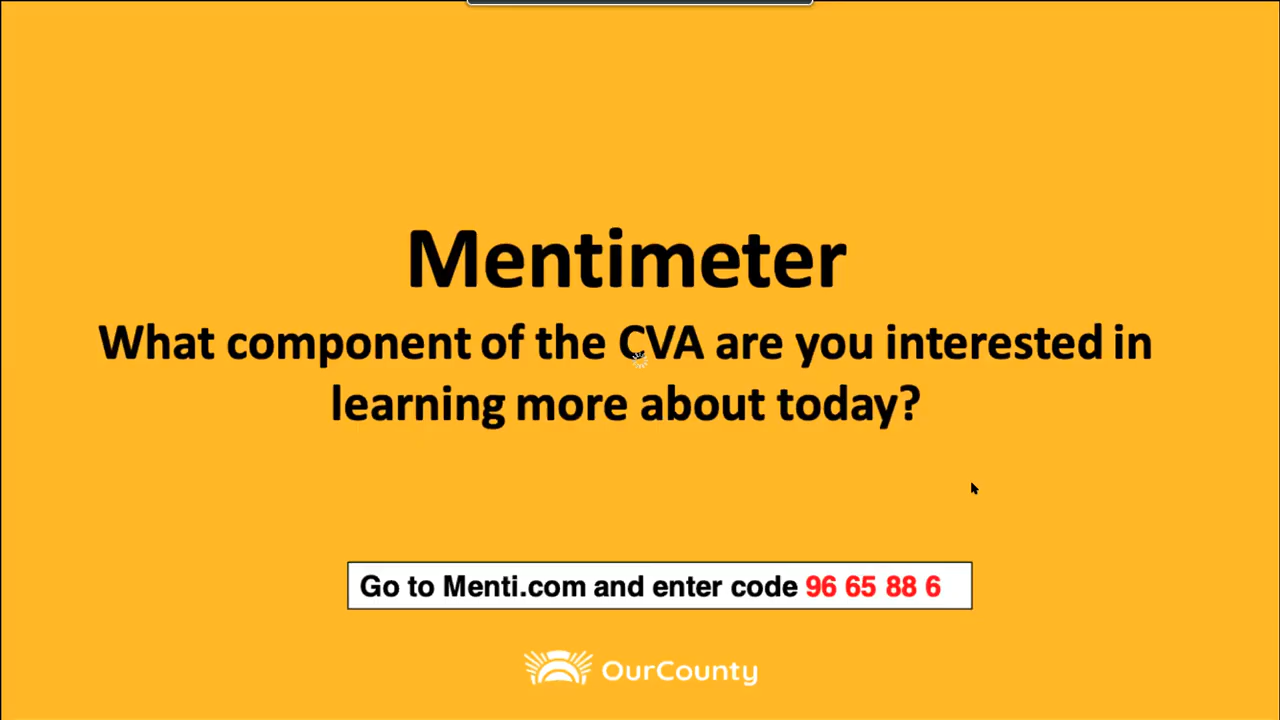 Mentimeter
What component of the CVA are you interested in
learning more about today?
Go to Menti.com and enter code 96 65 88 6
OurCounty